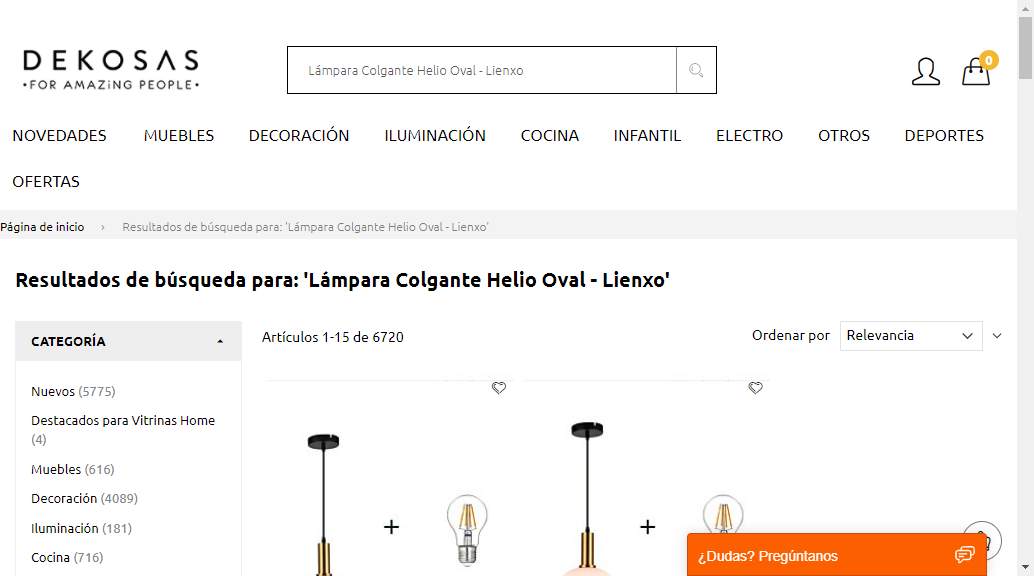 DEKOSAS
•FOR AMAZiNG PEOPLE•
Lámpara Colgante Helio Oval - Lienxo
0
NOVEDADES MUEBLES DECORACIÓN ILUMINACIÓN COCINA INFANTIL ELECTRO OTROS DEPORTES
OFERTAS
Página de inicio › Resultados de búsqueda para: 'Lámpara Colgante Helio Oval - Lienxo'
Resultados de búsqueda para: 'Lámpara Colgante Helio Oval - Lienxo'
CATEGORÍA
Artículos 1-15 de 6720
Ordenar por Relevancia
Nuevos (5775)
Destacados para Vitrinas Home
(4)
Muebles (616)
Decoración (4089)
Iluminación (181)
Cocina (716)
+ +
¿Dudas? Pregúntanos